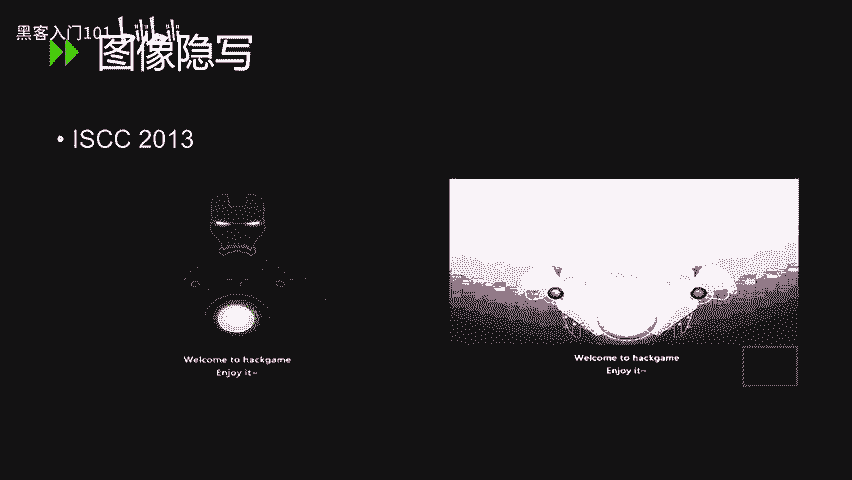 黑客入门101 bilibili
图像隐写
• ISCC 2013
Welcome to hackgame
Enjoy it~
Welcome to hackgame
Enjoy it~